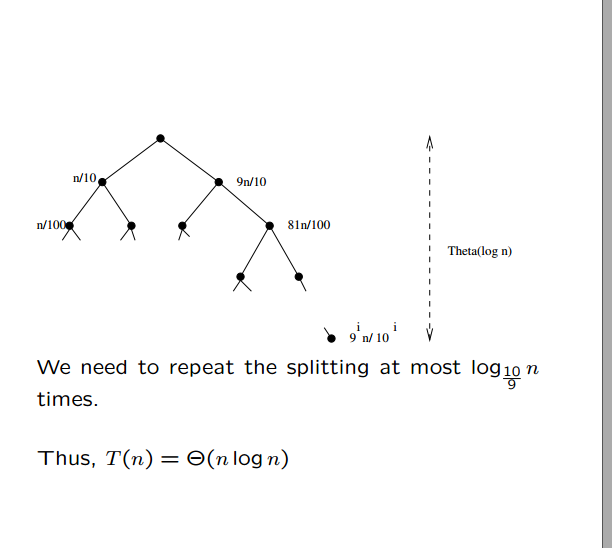 n/10
9n/10
n/100
81n/100
Theta(log n)
9^i n/ 10^i
We need to repeat the splitting at most log_{10/9} n
times.
Thus, T(n) = Θ(n log n)